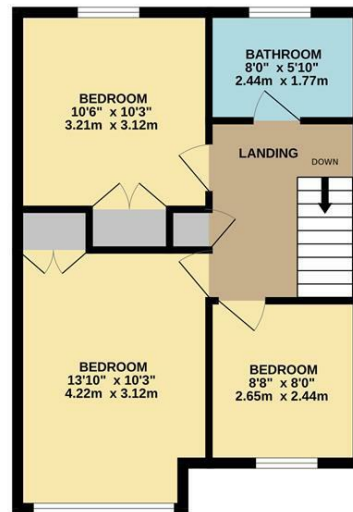 BEDROOM
10'6" x 10'3"
3.21m x 3.12m
BATHROOM
8'0" x 5'10"
2.44m x 1.77m
LANDING
DOWN
BEDROOM
13'10" x 10'3"
4.22m x 3.12m
BEDROOM
8'8" x 8'0"
2.65m x 2.44m